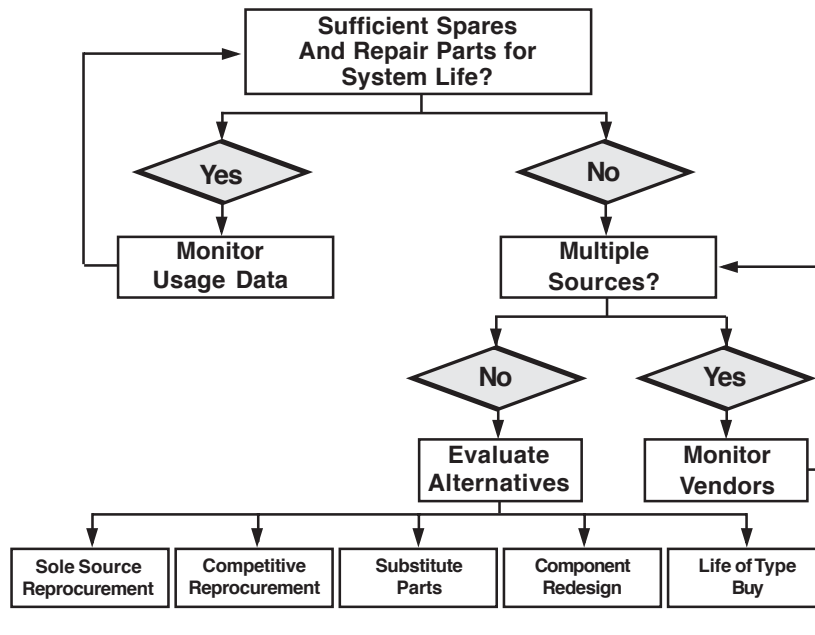 Sufficient Spares
And Repair Parts for
System Life?
Yes
No
Monitor
Usage Data
Multiple
Sources?
No
Yes
Evaluate
Alternatives
Monitor
Vendors
Sole Source
Reprocurement
Competitive
Reprocurement
Substitute
Parts
Component
Redesign
Life of Type
Buy